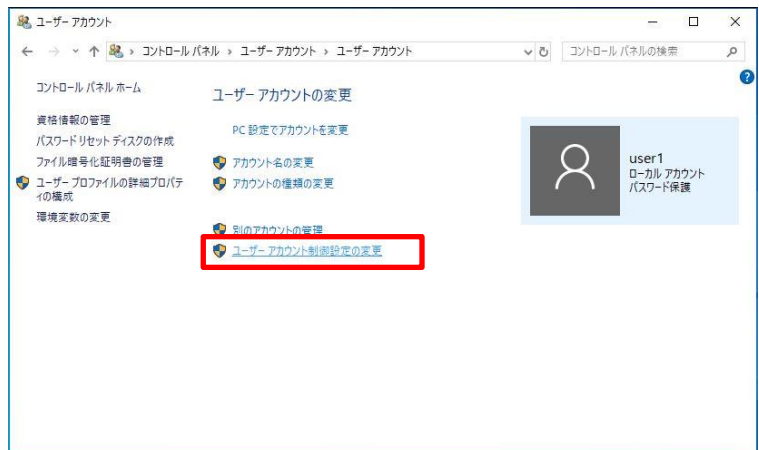 ユーザー アカウント
コントロール パネル › ユーザー アカウント › ユーザー アカウント
コントロール パネルの検索
コントロール パネル ホーム
資格情報の管理
パスワード リセット ディスクの作成
ファイル暗号化証明書の管理
ユーザー プロファイルの詳細プロパテ
ィの構成
環境変数の変更
ユーザー アカウントの変更
PC 設定でアカウントを変更
アカウント名の変更
アカウントの種類の変更
別のアカウントの管理
ユーザー アカウント制御設定の変更
user1
ローカル アカウント
パスワード保護